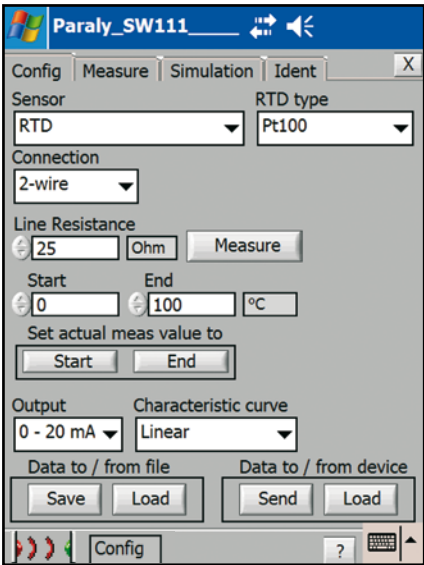 Paraly_SW111____
Config Measure Simulation Ident X
Sensor RTD type
RTD Pt100
Connection
2-wire
Line Resistance
25 Ohm Measure
Start End
0 100 °C
Set actual meas value to
Start End
Output Characteristic curve
0 - 20 mA Linear
Data to / from file Data to / from device
Save Load Send Load
Config ?